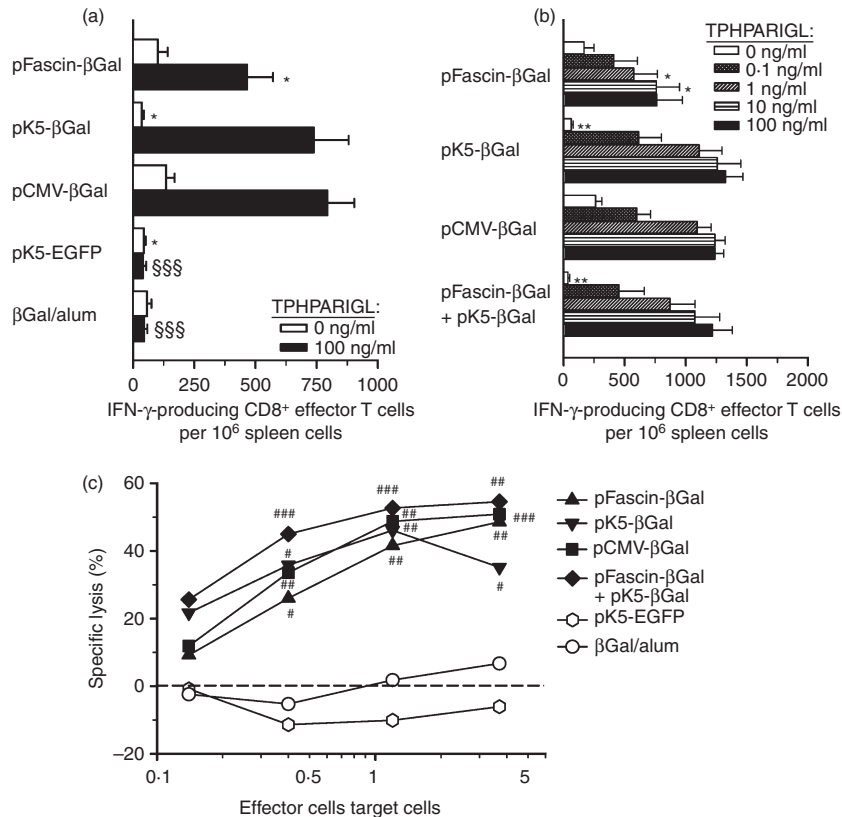 (a)
pFascin-βGal
*
pK5-βGal
*
pCMV-βGal
pK5-EGFP
*
§§§
βGal/alum
§§§
TPHPARIGL:
0 ng/ml
100 ng/ml
0 250 500 750 1000
IFN-γ-producing CD8⁺ effector T cells
per 10⁶ spleen cells
(b)
TPHPARIGL:
0 ng/ml
0·1 ng/ml
1 ng/ml
10 ng/ml
100 ng/ml
pFascin-βGal
*
*
pK5-βGal
**
pCMV-βGal
pFascin-βGal
+ pK5-βGal
**
0 500 1000 1500 2000
IFN-γ-producing CD8⁺ effector T cells
per 10⁶ spleen cells
(c)
60
40
20
0
−20
Specific lysis (%)
###
#
##
#
###
##
##
##
##
###
##
#
0·1 0·5 1 5
Effector cells target cells
pFascin-βGal
pK5-βGal
pCMV-βGal
pFascin-βGal
+ pK5-βGal
pK5-EGFP
βGal/alum